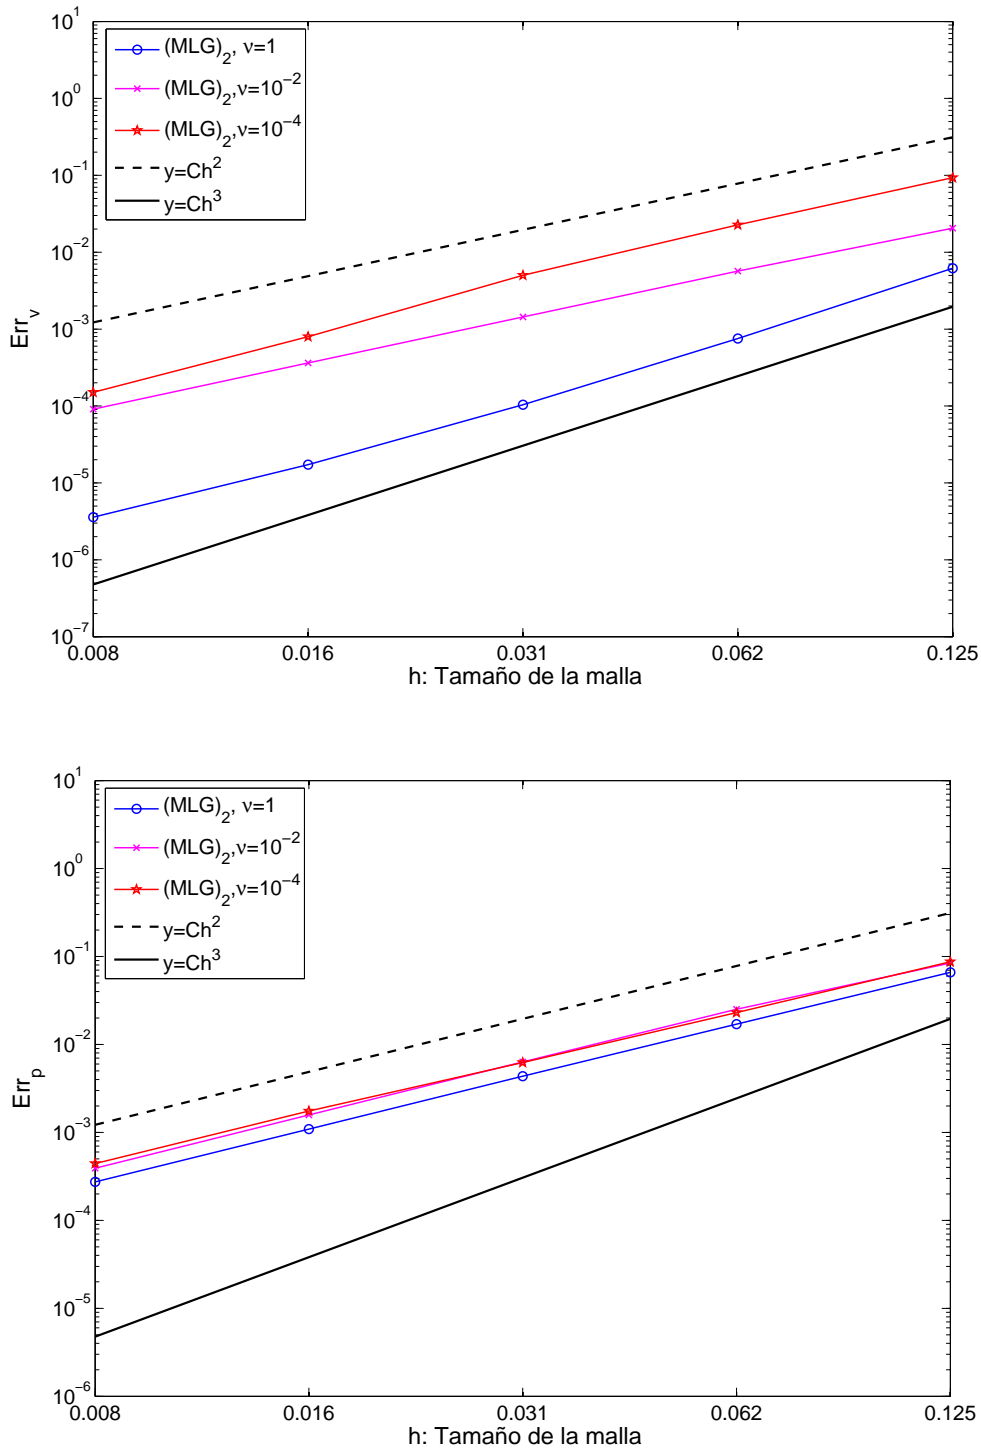 10^1
(MLG)_2, ν=1
10^0
(MLG)_2,ν=10^-2
(MLG)_2,ν=10^-4
10^-1
y=Ch^2
y=Ch^3
10^-2
10^-3
Err_v
10^-4
10^-5
10^-6
10^-7
0.008 0.016 0.031 0.062 0.125
h: Tamaño de la malla
10^1
(MLG)_2, ν=1
(MLG)_2,ν=10^-2
10^0
(MLG)_2,ν=10^-4
y=Ch^2
10^-1
y=Ch^3
10^-2
Err_p
10^-3
10^-4
10^-5
10^-6
0.008 0.016 0.031 0.062 0.125
h: Tamaño de la malla